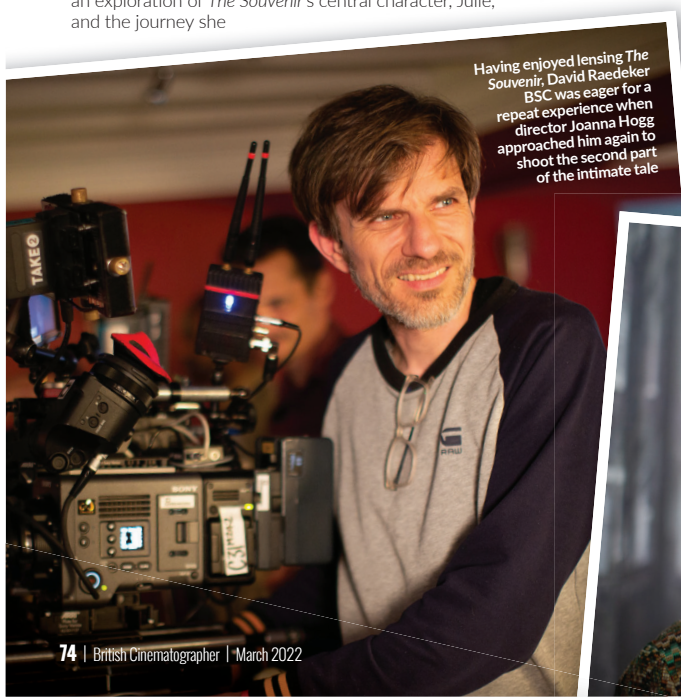 an exploration of The Souvenir's central character, Julie,
and the journey she
Having enjoyed lensing The
Souvenir, David Raedeker
BSC was eager for a
repeat experience when
director Joanna Hogg
approached him again to
shoot the second part
of the intimate tale
TAKE2
RAW
SONY
74 | British Cinematographer | March 2022